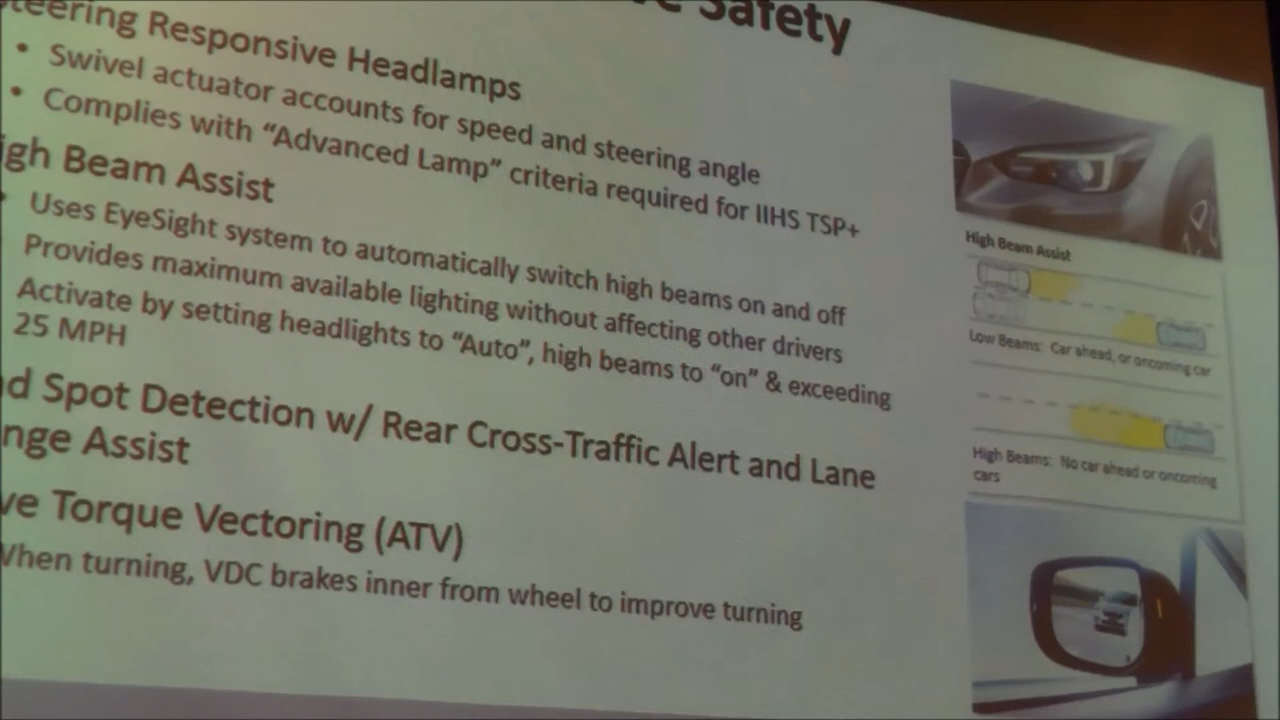 Safety
teering Responsive Headlamps
• Swivel actuator accounts for speed and steering angle
• Complies with “Advanced Lamp” criteria required for IIHS TSP+
igh Beam Assist
Uses EyeSight system to automatically switch high beams on and off
Provides maximum available lighting without affecting other drivers
Activate by setting headlights to “Auto”, high beams to “on” & exceeding
25 MPH
d Spot Detection w/ Rear Cross-Traffic Alert and Lane
nge Assist
ve Torque Vectoring (ATV)
When turning, VDC brakes inner from wheel to improve turning
High Beam Assist
Low Beams: Car ahead, or oncoming car
High Beams: No car ahead or oncoming
cars